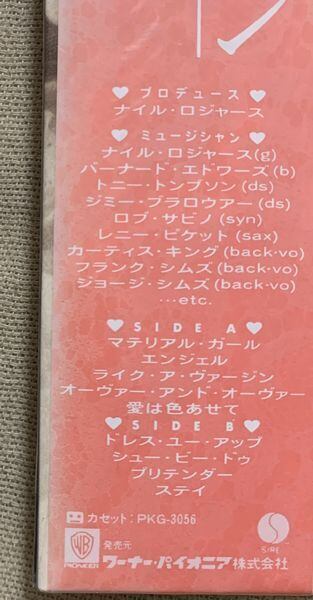 ♥ プロデュース ♥
ナイル・ロジャース
♥ ミュージシャン ♥
ナイル・ロジャース(g)
バーナード・エドワーズ(b)
トニー・トンプソン(ds)
ジミー・ブラロウアー(ds)
ロブ・サビノ(syn)
レニー・ピケット(sax)
カーティス・キング(back・vo)
フランク・シムズ(back・vo)
ジョージ・シムズ(back・vo)
…etc.
♥ SIDE A ♥
マテリアル・ガール
エンジェル
ライク・ア・ヴァージン
オーヴァー・アンド・オーヴァー
愛は色あせて
♥ SIDE B ♥
ドレス・ユー・アップ
シュー・ビー・ドゥ
プリテンダー
ステイ
カセット:PKG-3056
WB
PIONEER
発売元
ワーナー・パイオニア株式会社
S
SIRE